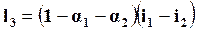 I₃ = (1 − α₁ − α₂)(i₁ − i₂)